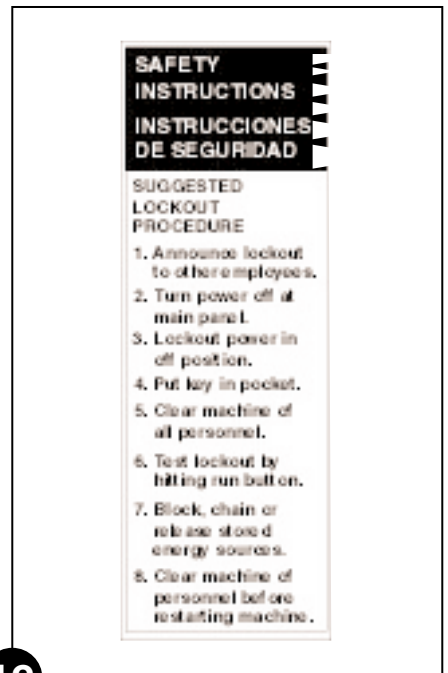 SAFETY
INSTRUCTIONS
INSTRUCCIONES
DE SEGURIDAD
SUGGESTED
LOCKOUT
PROCEDURE
1. Announce lockout
to other employees.
2. Turn power off at
main panel.
3. Lockout power in
off position.
4. Put key in pocket.
5. Clear machine of
all personnel.
6. Test lockout by
hitting run button.
7. Block, chain or
release stored
energy sources.
8. Clear machine of
personnel before
restarting machine.